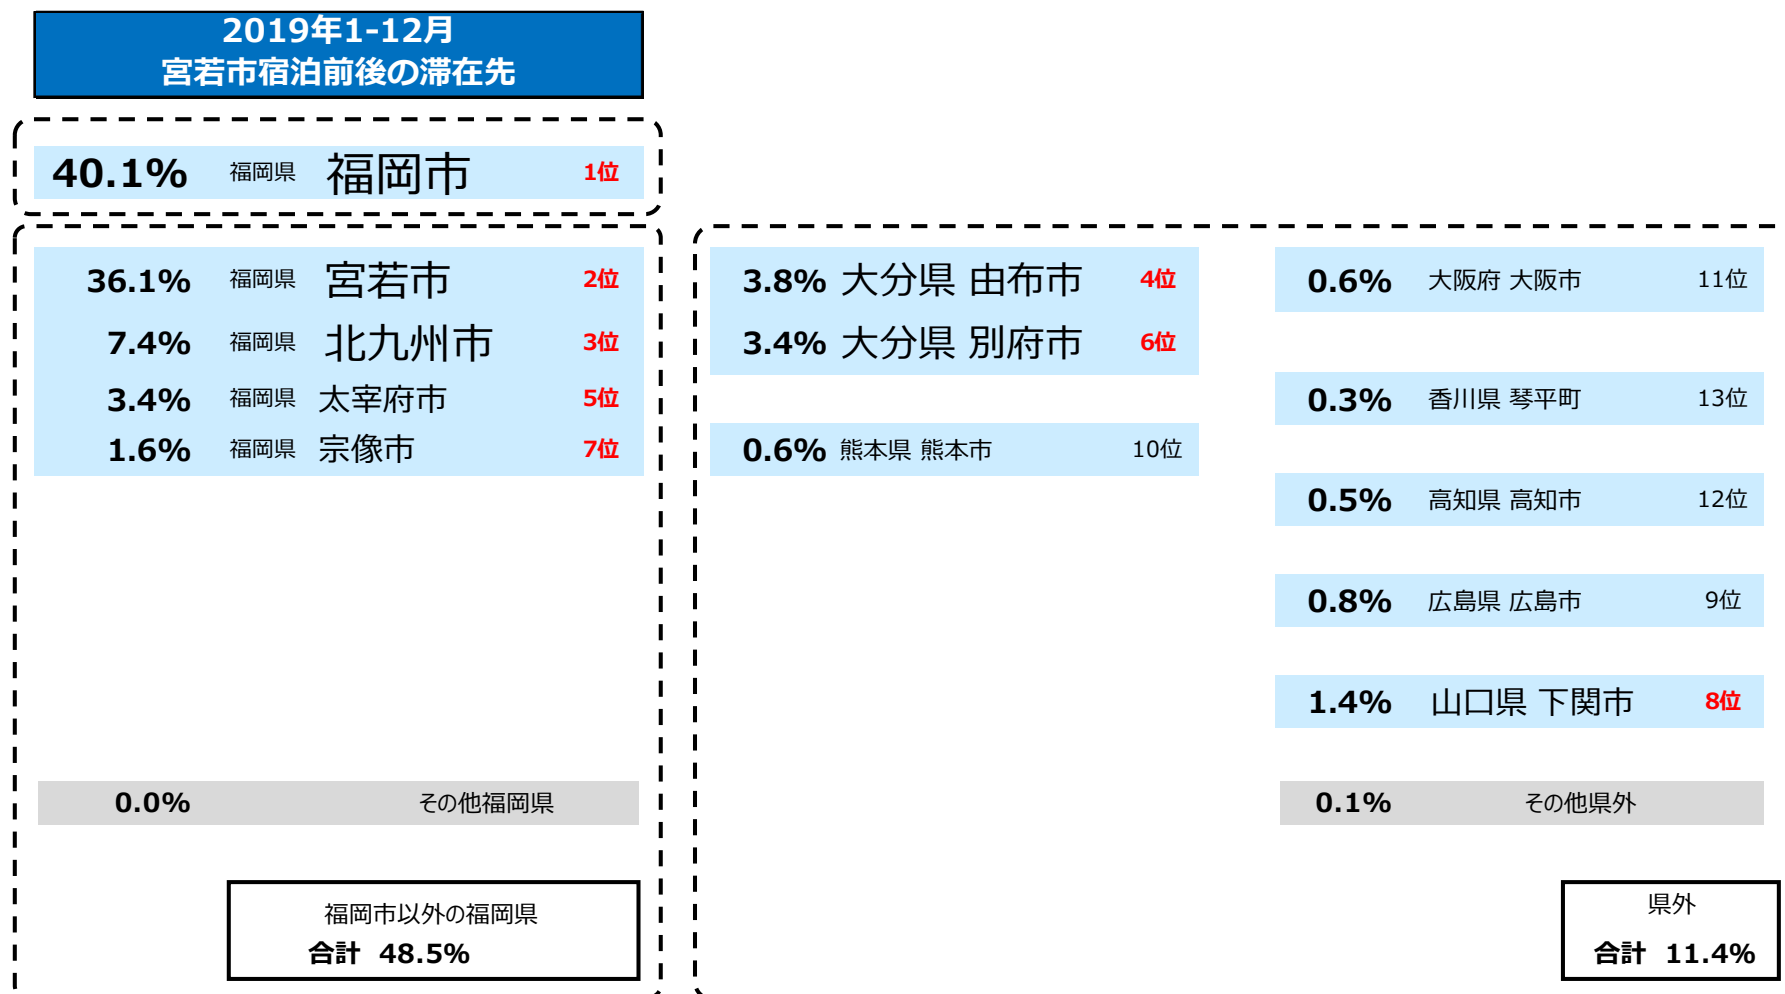 2019年1-12月
宮若市宿泊前後の滞在先
40.1% 福岡県 福岡市 1位
36.1% 福岡県 宮若市 2位
7.4% 福岡県 北九州市 3位
3.4% 福岡県 太宰府市 5位
1.6% 福岡県 宗像市 7位
0.0% その他福岡県
福岡市以外の福岡県
合計 48.5%
3.8% 大分県 由布市 4位
3.4% 大分県 別府市 6位
0.6% 熊本県 熊本市 10位
0.6% 大阪府 大阪市 11位
0.3% 香川県 琴平町 13位
0.5% 高知県 高知市 12位
0.8% 広島県 広島市 9位
1.4% 山口県 下関市 8位
0.1% その他県外
県外
合計 11.4%